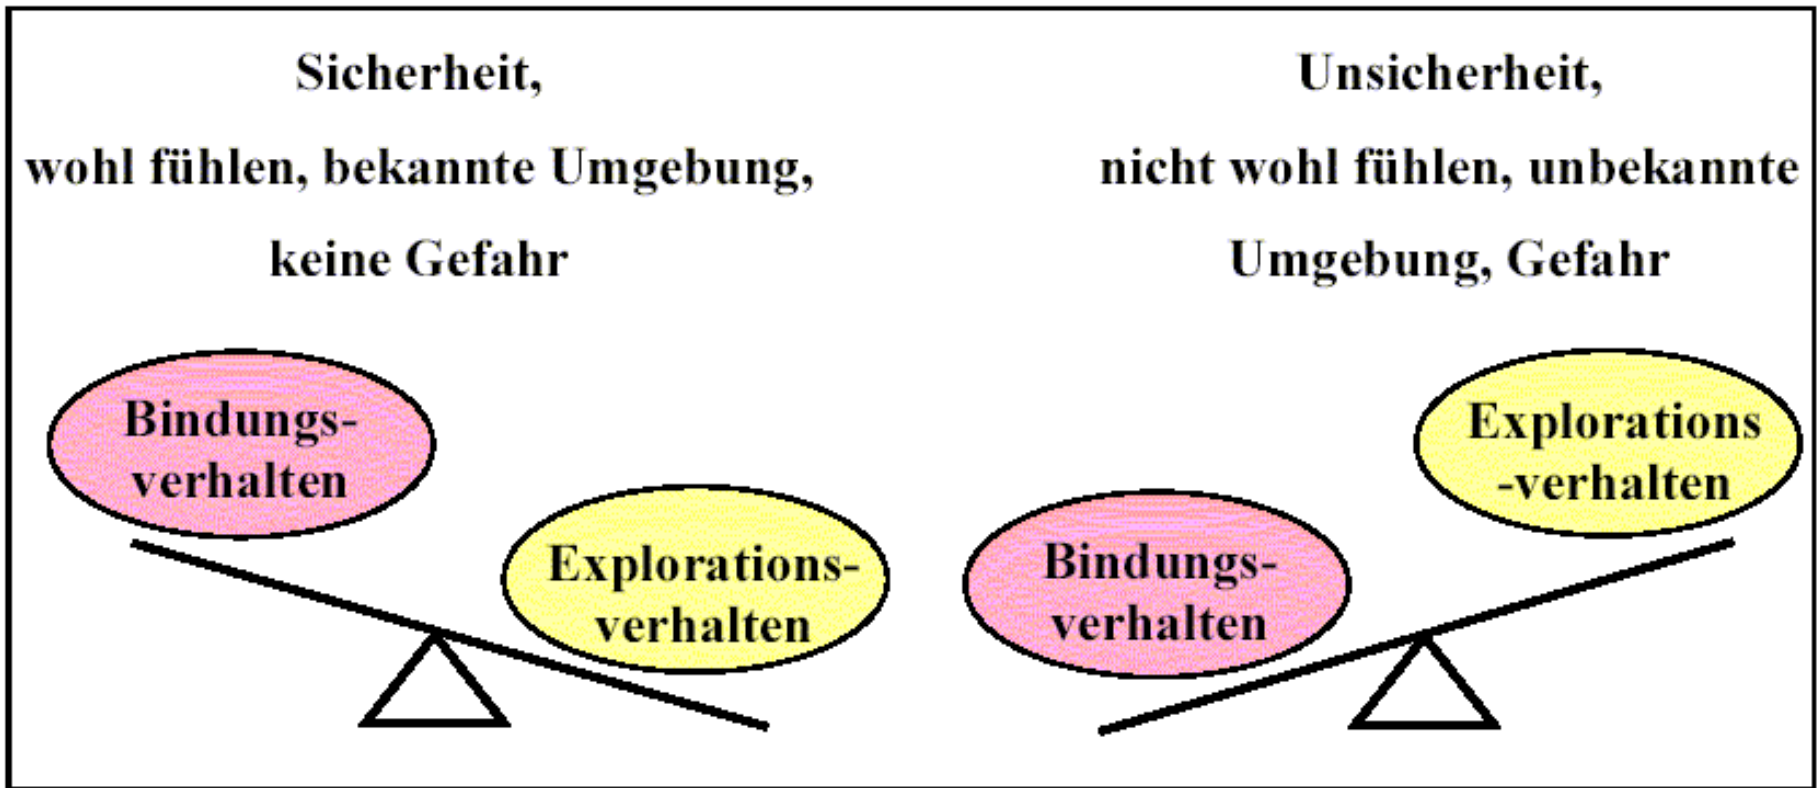 Sicherheit,
wohl fühlen, bekannte Umgebung,
keine Gefahr
Bindungs-
verhalten
Explorations-
verhalten
Unsicherheit,
nicht wohl fühlen, unbekannte
Umgebung, Gefahr
Bindungs-
verhalten
Explorations
-verhalten